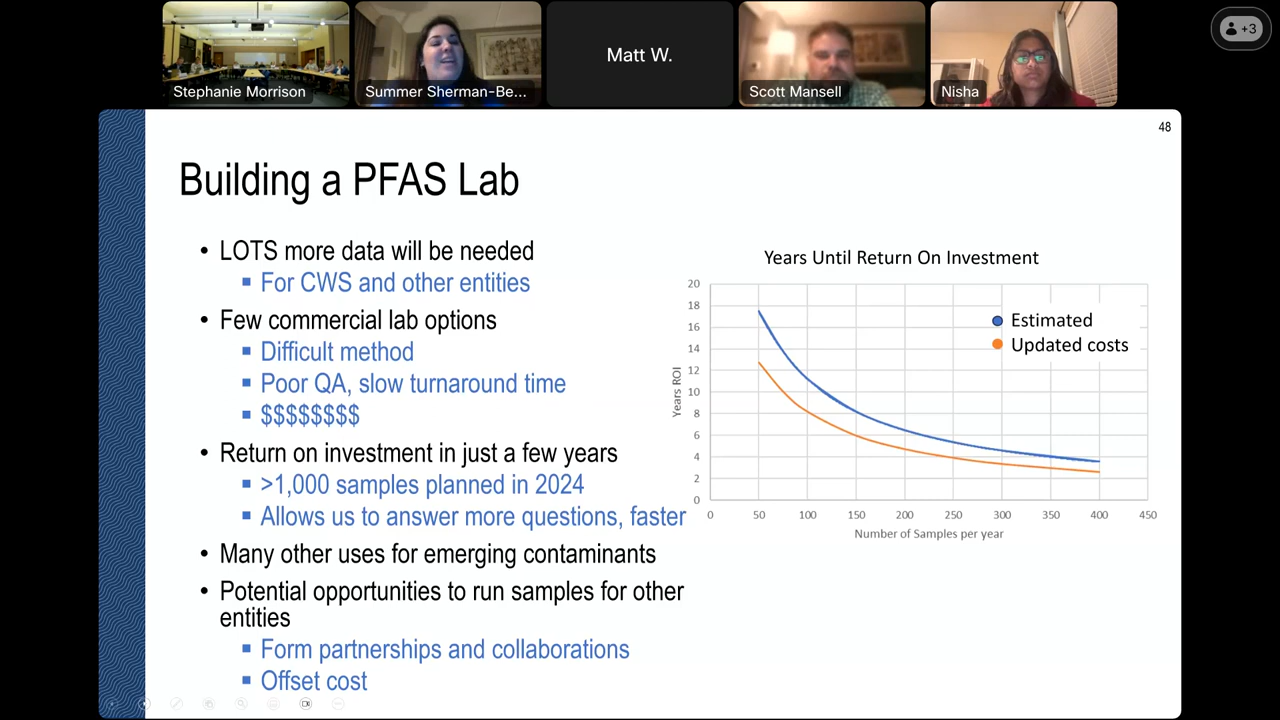 +3
Stephanie Morrison
Summer Sherman-Be...
Matt W.
Scott Mansell
Nisha
48
Building a PFAS Lab
• LOTS more data will be needed
▪ For CWS and other entities
• Few commercial lab options
▪ Difficult method
▪ Poor QA, slow turnaround time
▪ $$$$$$$$
• Return on investment in just a few years
▪ >1,000 samples planned in 2024
▪ Allows us to answer more questions, faster
• Many other uses for emerging contaminants
• Potential opportunities to run samples for other
entities
▪ Form partnerships and collaborations
▪ Offset cost
Years Until Return On Investment
Estimated
Updated costs
Years ROI
20
18
16
14
12
10
8
6
4
2
0
0 50 100 150 200 250 300 350 400 450
Number of Samples per year